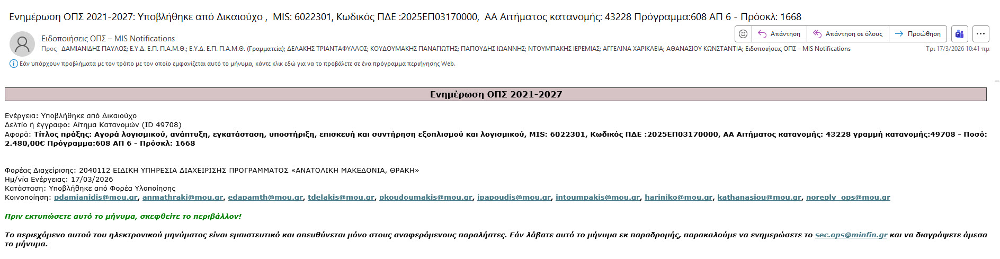 Ενημέρωση ΟΠΣ 2021-2027: Υποβλήθηκε από Δικαιούχο , MIS: 6022301, Κωδικός ΠΔΕ :2025ΕΠ03170000, ΑΑ Αιτήματος κατανομής: 43228 Πρόγραμμα:608 ΑΠ 6 - Πρόσκλ: 1668
Ειδοποιήσεις ΟΠΣ – MIS Notifications
Απάντηση
Απάντηση σε όλους
Προώθηση
Προς ΔΑΜΙΑΝΙΔΗΣ ΠΑΥΛΟΣ; Ε.Υ.Δ. Ε.Π. Π.Α.Μ.Θ.; Ε.Υ.Δ. Ε.Π. Π.Α.Μ.Θ. (Γραμματεία); ΔΕΛΑΚΗΣ ΤΡΙΑΝΤΑΦΥΛΛΟΣ; ΚΟΥΔΟΥΜΑΚΗΣ ΠΑΝΑΓΙΩΤΗΣ; ΠΑΠΟΥΔΗΣ ΙΩΑΝΝΗΣ; ΝΤΟΥΜΠΑΚΗΣ ΙΕΡΕΜΙΑΣ; ΑΓΓΕΛΙΝΑ ΧΑΡΙΚΛΕΙΑ; ΑΘΑΝΑΣΙΟΥ ΚΩΝΣΤΑΝΤΙΑ; Ειδοποιήσεις ΟΠΣ – MIS Notifications
Τρι 17/3/2026 10:41 πμ
Εάν υπάρχουν προβλήματα με τον τρόπο με τον οποίο εμφανίζεται αυτό το μήνυμα, κάντε κλικ εδώ για να το προβάλετε σε ένα πρόγραμμα περιήγησης Web.
Ενημέρωση ΟΠΣ 2021-2027
Ενέργεια: Υποβλήθηκε από Δικαιούχο
Δελτίο ή έγγραφο: Αίτημα Κατανομών (ID 49708)
Αφορά: Τίτλος πράξης: Αγορά λογισμικού, ανάπτυξη, εγκατάσταση, υποστήριξη, επισκευή και συντήρηση εξοπλισμού και λογισμικού, MIS: 6022301, Κωδικός ΠΔΕ :2025ΕΠ03170000, ΑΑ Αιτήματος κατανομής: 43228 γραμμή κατανομής:49708 - Ποσό:
2.480,00€ Πρόγραμμα:608 ΑΠ 6 - Πρόσκλ: 1668
Φορέας Διαχείρισης: 2040112 ΕΙΔΙΚΗ ΥΠΗΡΕΣΙΑ ΔΙΑΧΕΙΡΙΣΗΣ ΠΡΟΓΡΑΜΜΑΤΟΣ «ΑΝΑΤΟΛΙΚΗ ΜΑΚΕΔΟΝΙΑ, ΘΡΑΚΗ»
Ημ/νία Ενέργειας: 17/03/2026
Κατάσταση: Υποβλήθηκε από Φορέα Υλοποίησης
Κοινοποίηση: pdamianidis@mou.gr, anmathraki@mou.gr, edapamth@mou.gr, tdelakis@mou.gr, pkoudoumakis@mou.gr, ipapoudis@mou.gr, intoumpakis@mou.gr, hariniko@mou.gr, kathanasiou@mou.gr, noreply_ops@mou.gr
Πριν εκτυπώσετε αυτό το μήνυμα, σκεφθείτε το περιβάλλον!
Το περιεχόμενο αυτού του ηλεκτρονικού μηνύματος είναι εμπιστευτικό και απευθύνεται μόνο στους αναφερόμενους παραλήπτες. Εάν λάβατε αυτό το μήνυμα εκ παραδρομής, παρακαλούμε να ενημερώσετε το sec.ops@minfin.gr και να διαγράψετε άμεσα
το μήνυμα.